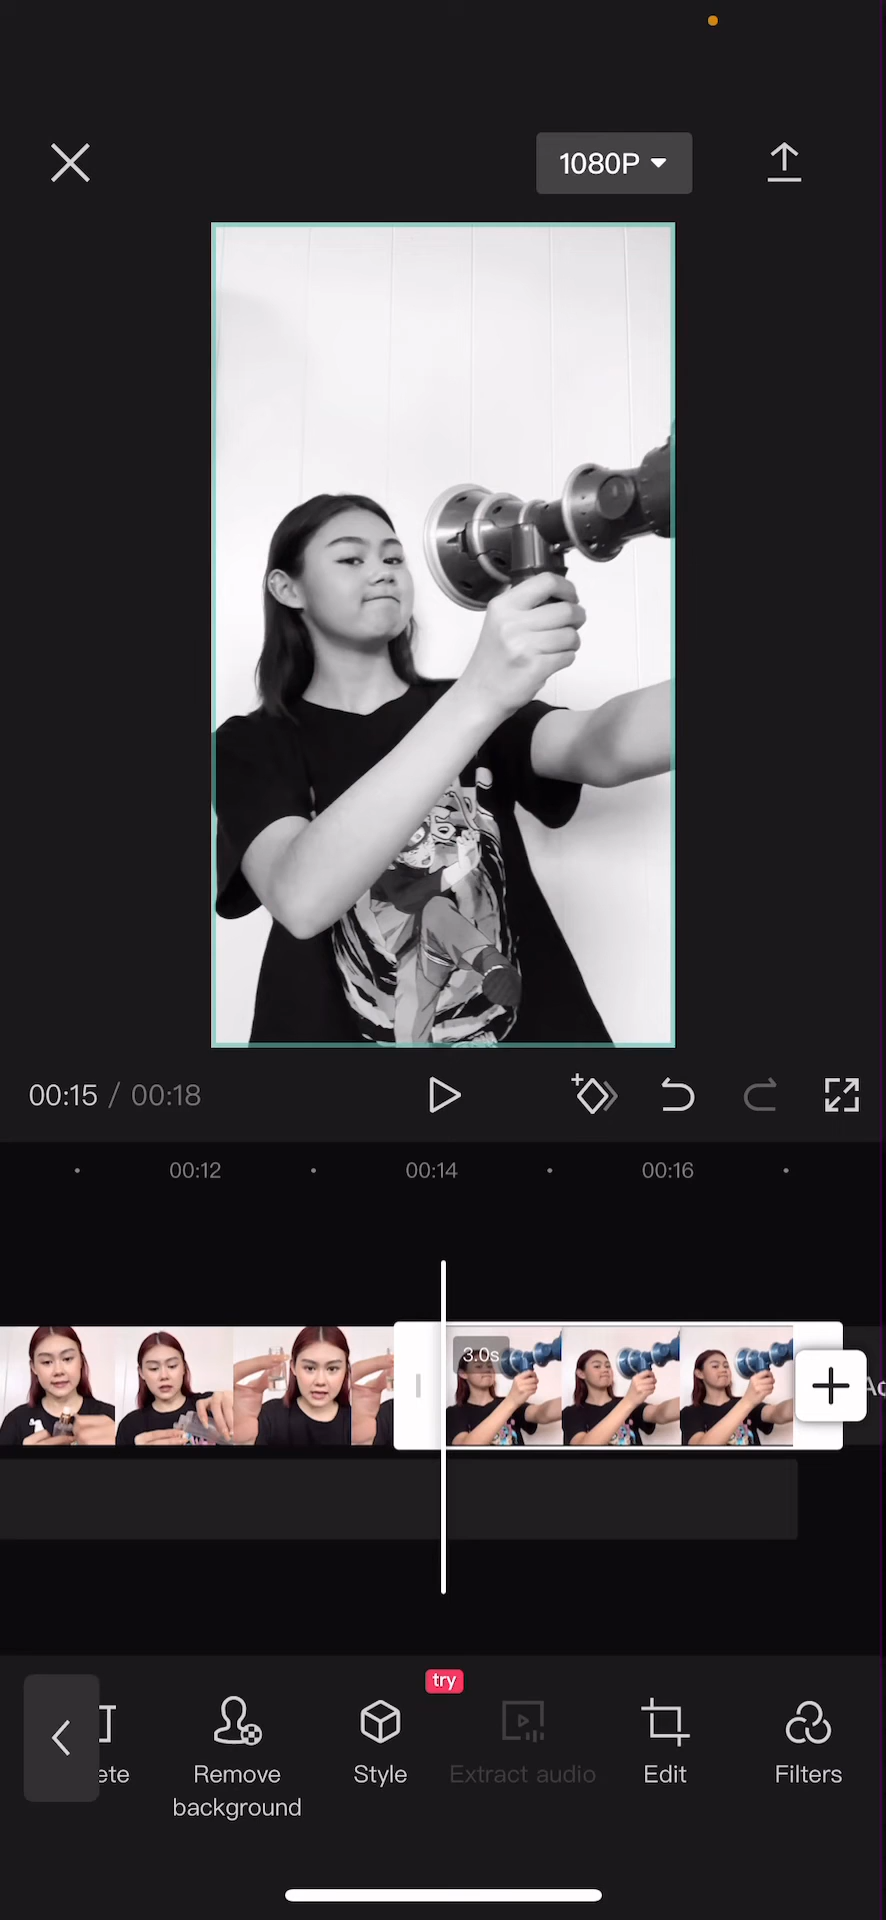 1080P
00:15 / 00:18
00:12 00:14 00:16
3.0s
try
ete
Remove
background
Style
Extract audio
Edit
Filters